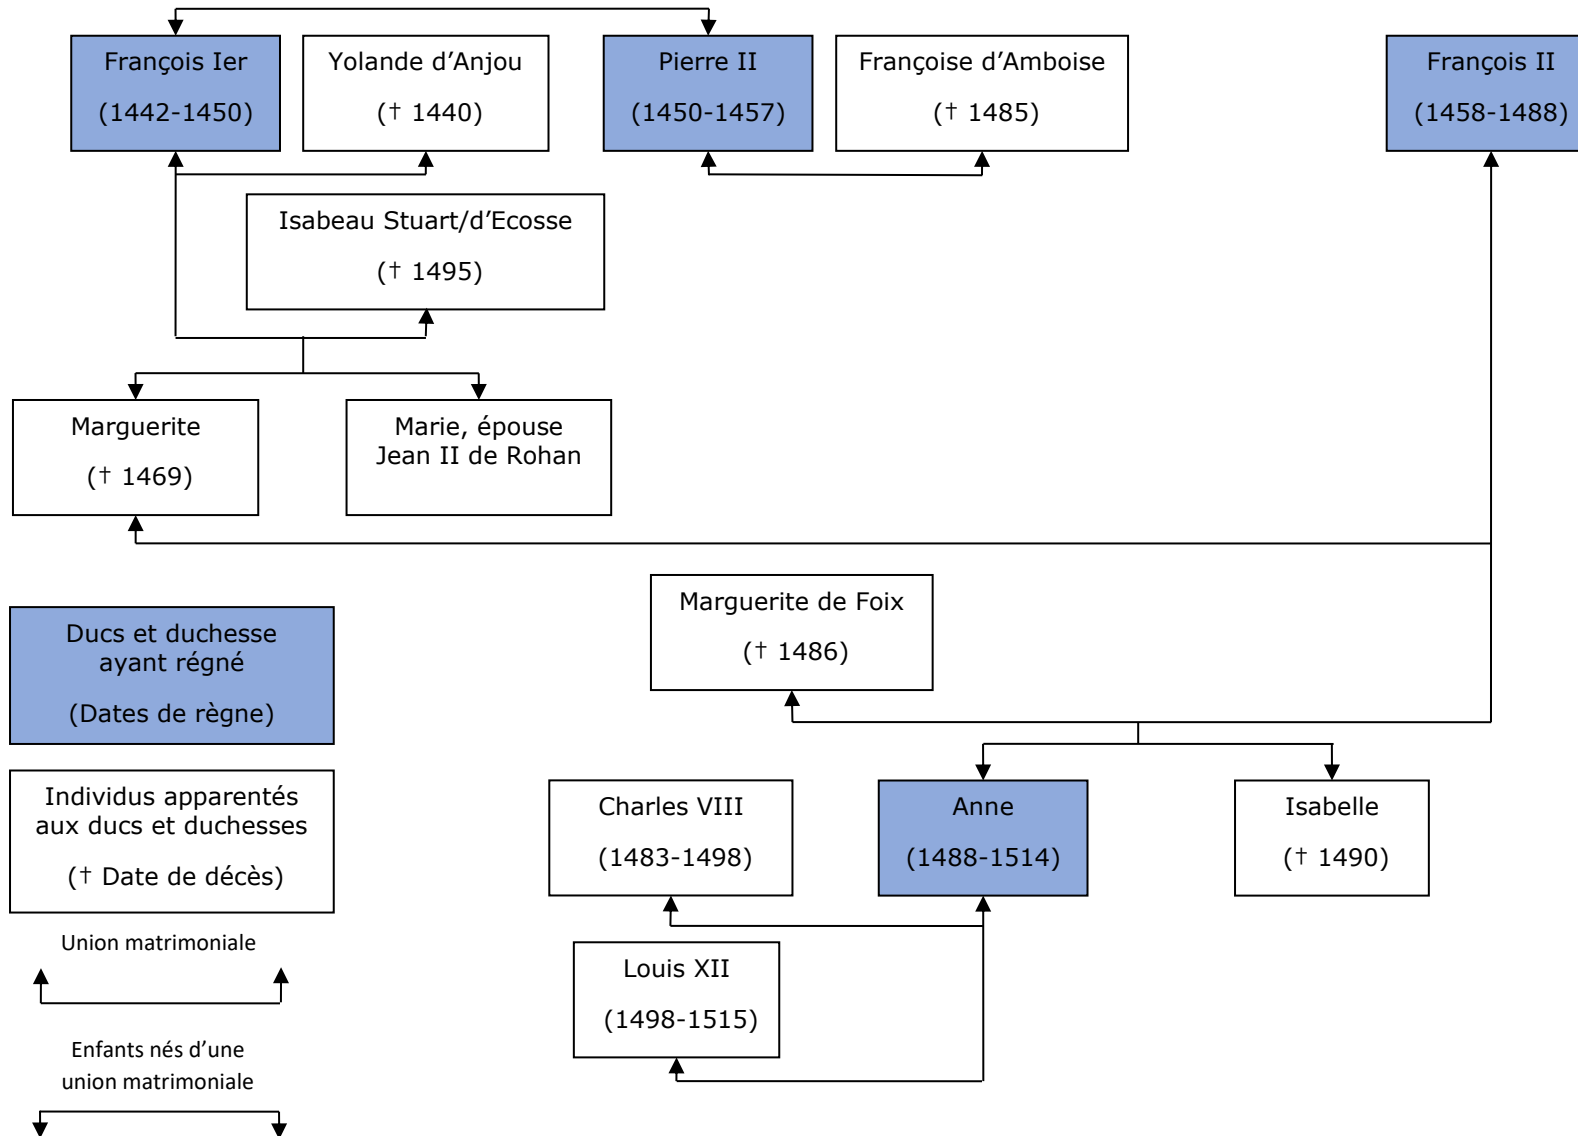 François Ier
(1442-1450)
Yolande d’Anjou
(† 1440)
Pierre II
(1450-1457)
Françoise d’Amboise
(† 1485)
François II
(1458-1488)
Isabeau Stuart/d’Ecosse
(† 1495)
Marguerite
(† 1469)
Marie, épouse
Jean II de Rohan
Marguerite de Foix
(† 1486)
Ducs et duchesse
ayant régné
(Dates de règne)
Individus apparentés
aux ducs et duchesses
(† Date de décès)
Charles VIII
(1483-1498)
Anne
(1488-1514)
Isabelle
(† 1490)
Louis XII
(1498-1515)
Union matrimoniale
Enfants nés d’une
union matrimoniale